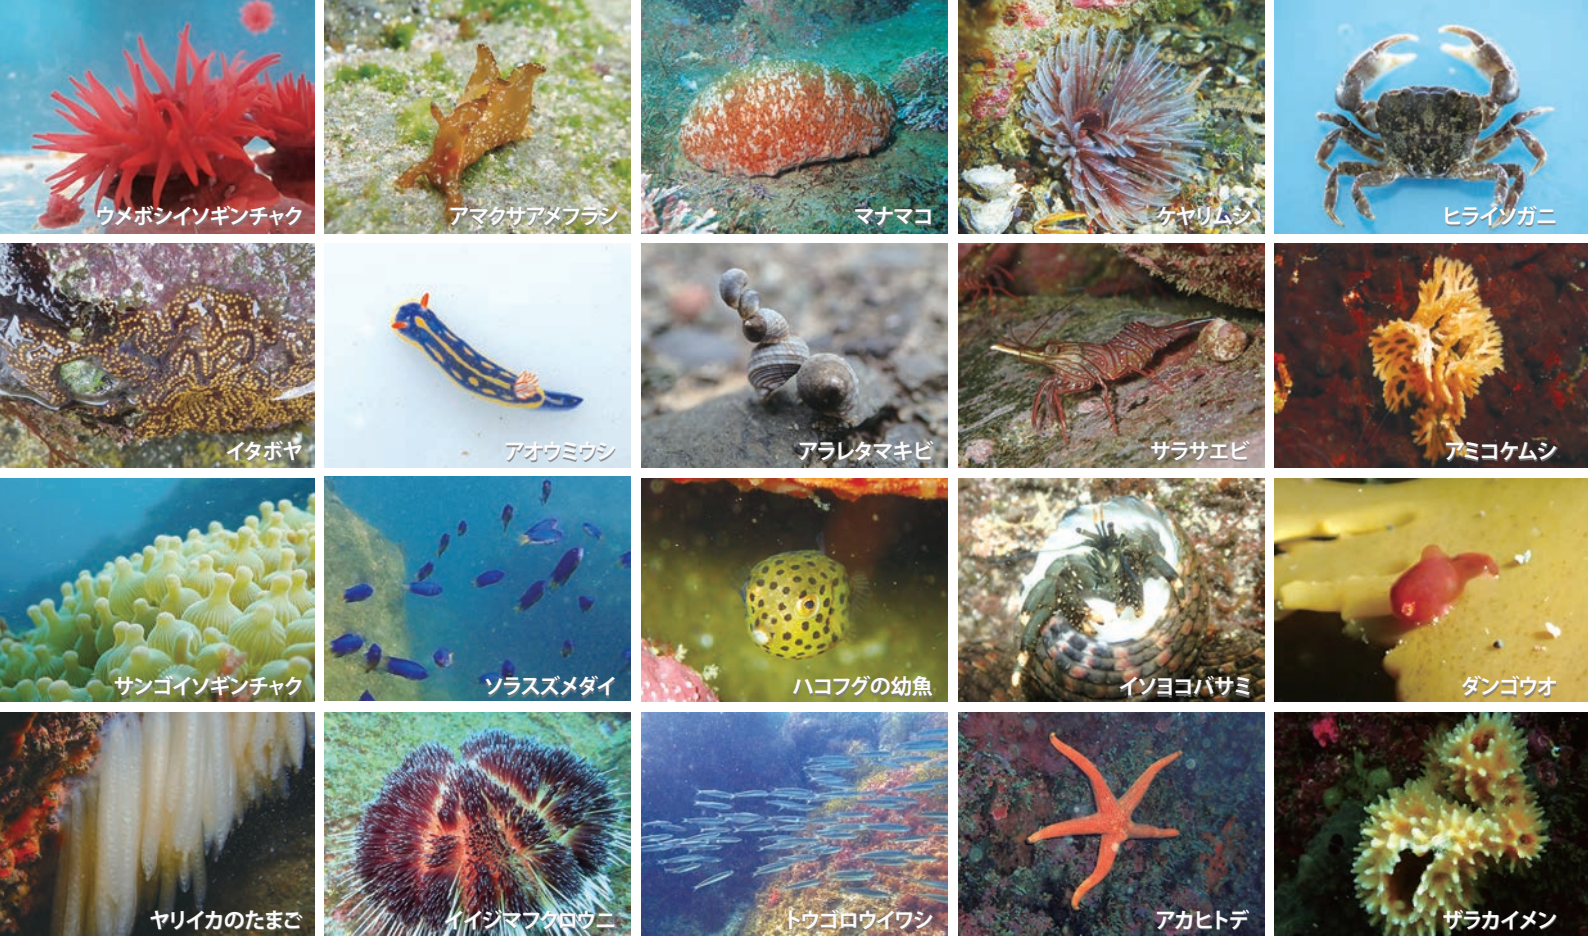 ウメボシイソギンチャク
アマクサアメフラシ
マナマコ
ケヤリムシ
ヒライソガニ
イタボヤ
アオウミウシ
アラレタマキビ
サラサエビ
アミコケムシ
サンゴイソギンチャク
ソラスズメダイ
ハコフグの幼魚
イソヨコバサミ
ダンゴウオ
ヤリイカのたまご
イイジマフクロウニ
トウゴロウイワシ
アカヒトデ
ザラカイメン